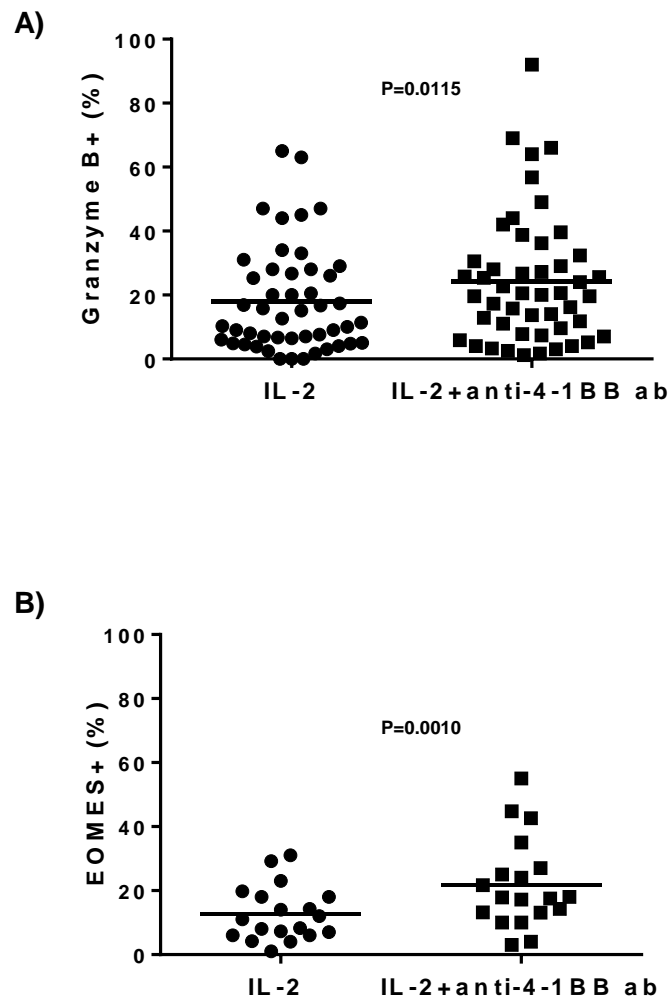 A)
Granzyme B+ (%)
100
80
60
40
20
0
P=0.0115
IL-2 IL-2+anti-4-1BB ab
B)
EOMES+ (%)
100
80
60
40
20
0
P=0.0010
IL-2 IL-2+anti-4-1BB ab